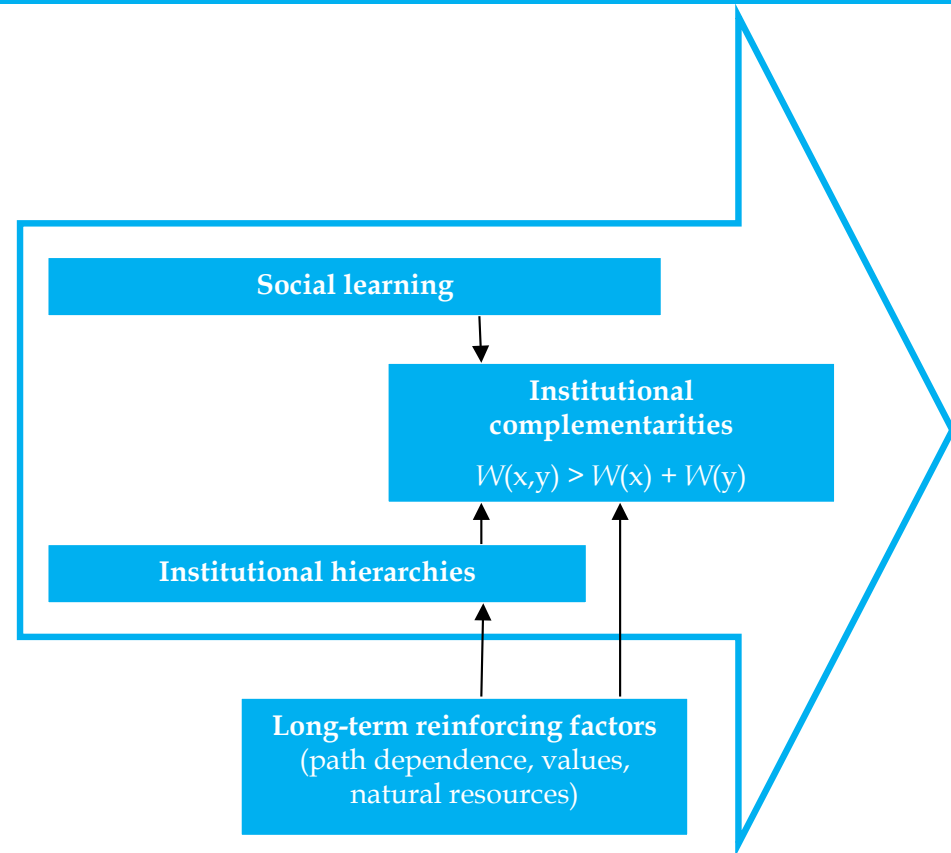 Social learning
Institutional
complementarities
W(x,y) > W(x) + W(y)
Institutional hierarchies
Long-term reinforcing factors
(path dependence, values,
natural resources)